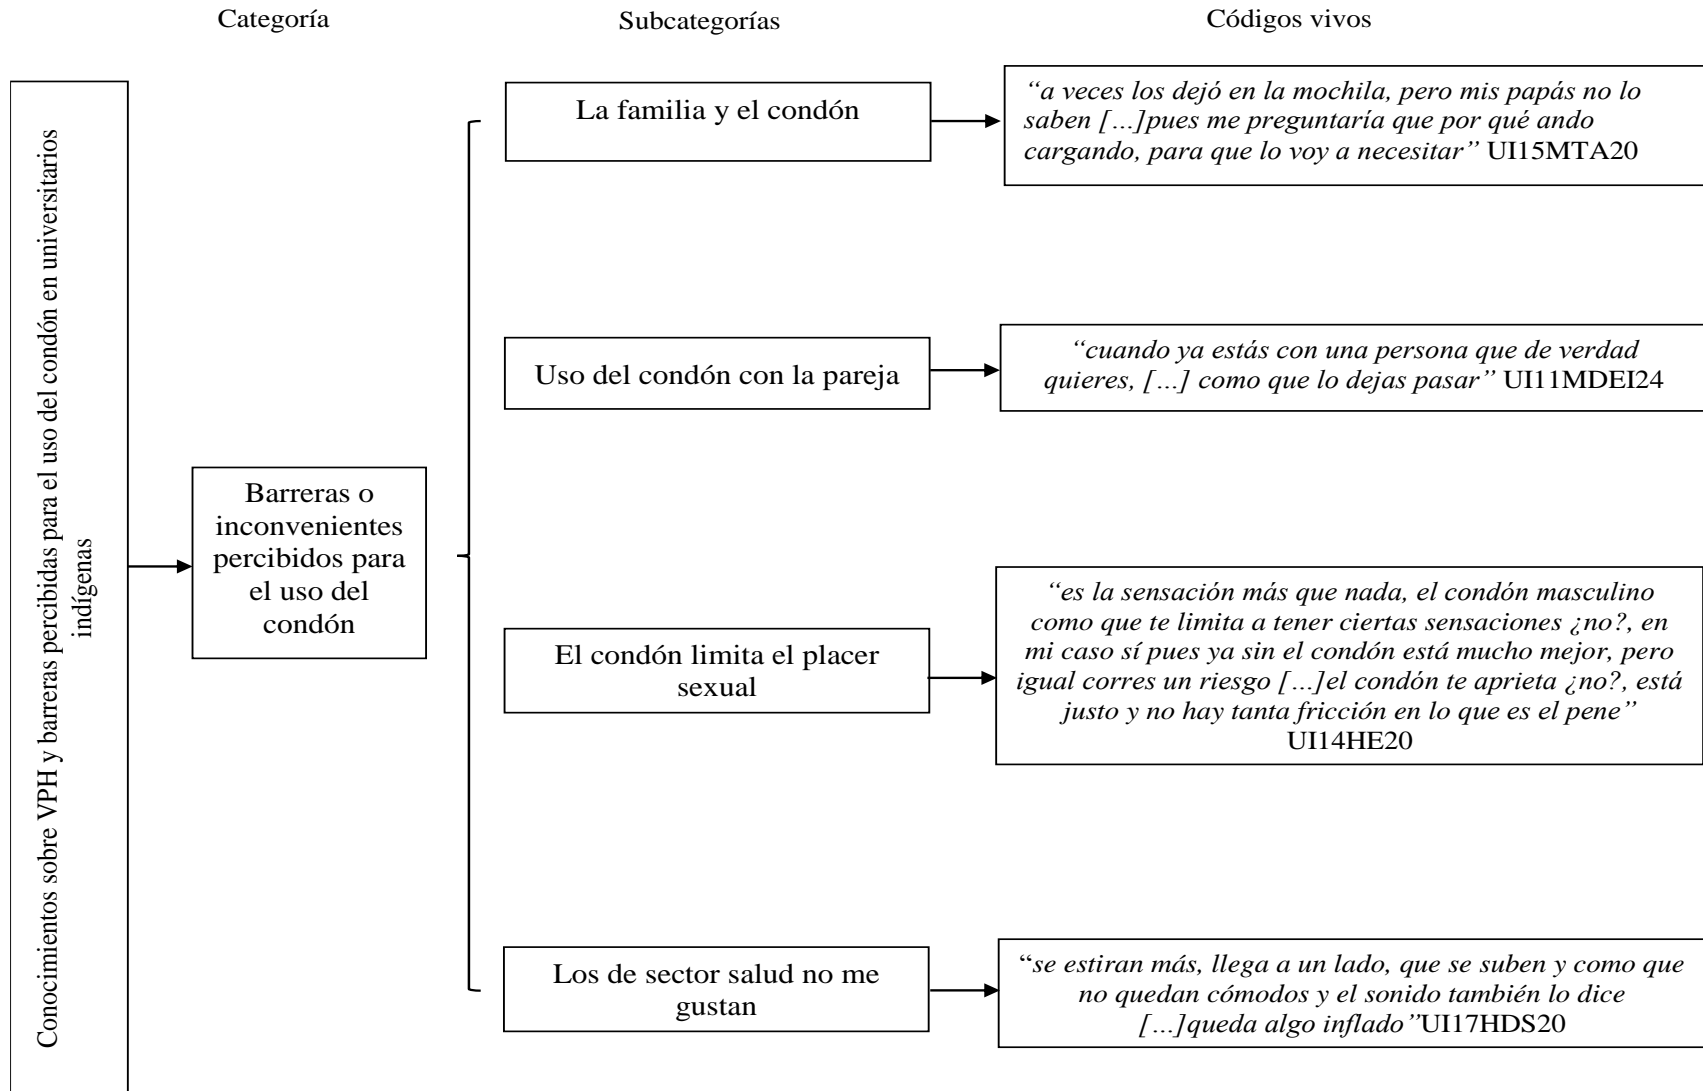 Categoría
Subcategorías
Códigos vivos
Conocimientos sobre VPH y barreras percibidas para el uso del condón en universitarios
indígenas
Barreras o
inconvenientes
percibidos para
el uso del
condón
La familia y el condón
“a veces los dejó en la mochila, pero mis papás no lo
saben [...]pues me preguntaría que por qué ando
cargando, para que lo voy a necesitar” UI15MTA20
Uso del condón con la pareja
“cuando ya estás con una persona que de verdad
quieres, [...] como que lo dejas pasar” UI11MDEI24
El condón limita el placer
sexual
“es la sensación más que nada, el condón masculino
como que te limita a tener ciertas sensaciones ¿no?, en
mi caso sí pues ya sin el condón está mucho mejor, pero
igual corres un riesgo [...]el condón te aprieta ¿no?, está
justo y no hay tanta fricción en lo que es el pene”
UI14HE20
Los de sector salud no me
gustan
“se estiran más, llega a un lado, que se suben y como que
no quedan cómodos y el sonido también lo dice
[...]queda algo inflado”UI17HDS20